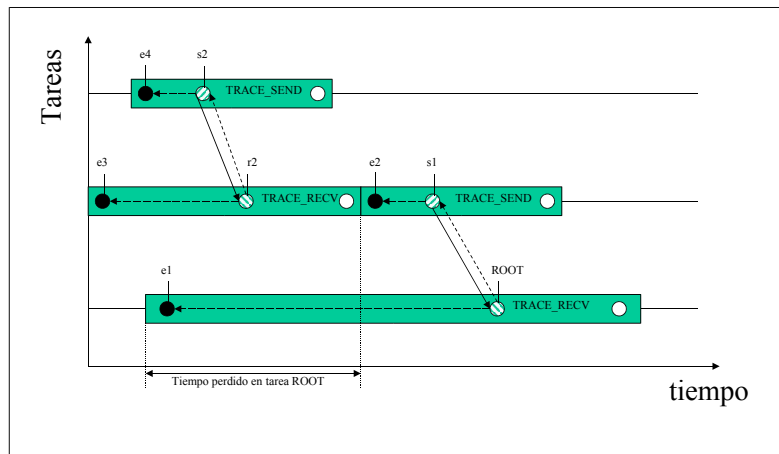 Tareas
e4
s2
TRACE_SEND
e3
r2
e2
s1
TRACE_RECV
TRACE_SEND
e1
ROOT
TRACE_RECV
Tiempo perdido en tarea ROOT
tiempo